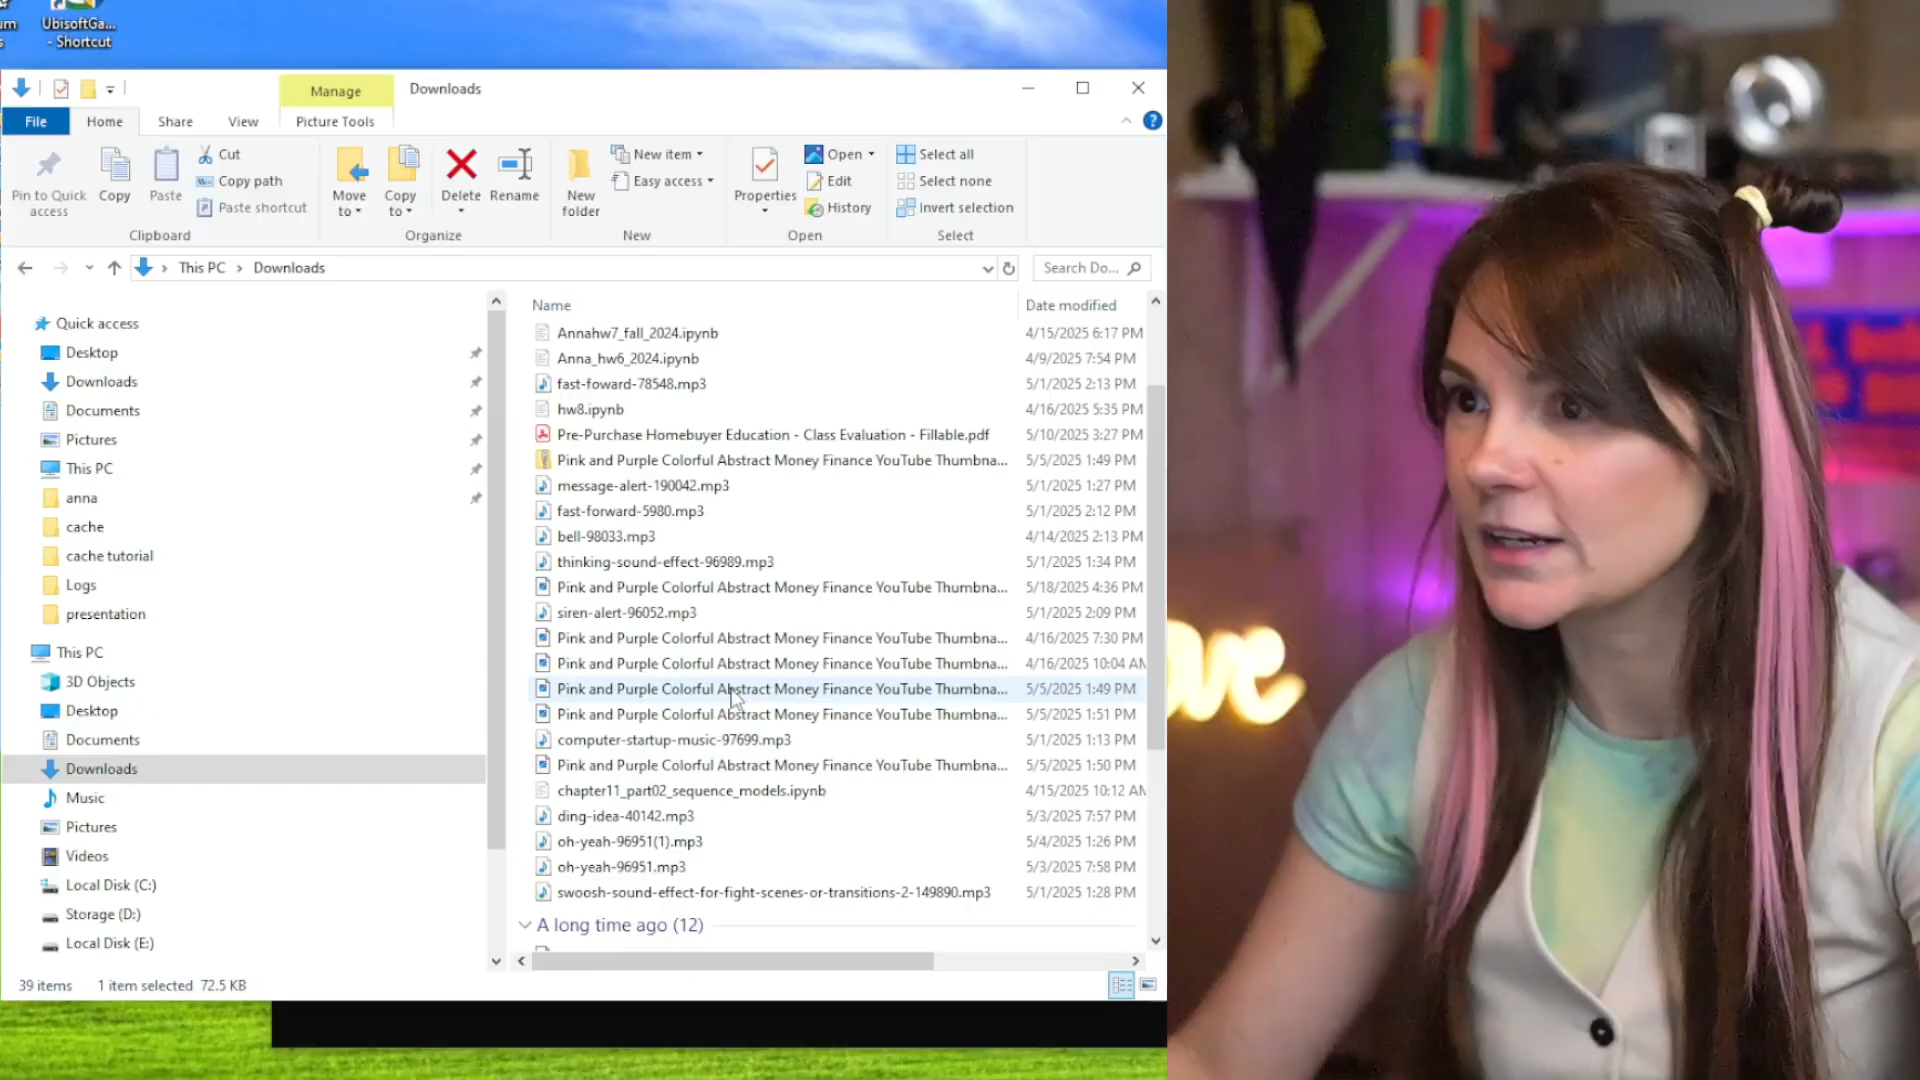 um
UbisoftGa...
s
- Shortcut
Manage
Downloads
File
Home
Share
View
Picture Tools
Pin to Quick access
Copy
Paste
Cut
Copy path
Paste shortcut
Clipboard
Move to
Copy to
Delete
Rename
Organize
New folder
New item
Easy access
New
Properties
Open
Edit
History
Open
Select all
Select none
Invert selection
Select
This PC > Downloads
Search Do...
Quick access
Desktop
Downloads
Documents
Pictures
This PC
anna
cache
cache tutorial
Logs
presentation
This PC
3D Objects
Desktop
Documents
Downloads
Music
Pictures
Videos
Local Disk (C:)
Storage (D:)
Local Disk (E:)
Name Date modified
Annahw7_fall_2024.ipynb 4/15/2025 6:17 PM
Anna_hw6_2024.ipynb 4/9/2025 7:54 PM
fast-foward-78548.mp3 5/1/2025 2:13 PM
hw8.ipynb 4/16/2025 5:35 PM
Pre-Purchase Homebuyer Education - Class Evaluation - Fillable.pdf 5/10/2025 3:27 PM
Pink and Purple Colorful Abstract Money Finance YouTube Thumbna... 5/5/2025 1:49 PM
message-alert-190042.mp3 5/1/2025 1:27 PM
fast-forward-5980.mp3 5/1/2025 2:12 PM
bell-98033.mp3 4/14/2025 2:13 PM
thinking-sound-effect-96989.mp3 5/1/2025 1:34 PM
Pink and Purple Colorful Abstract Money Finance YouTube Thumbna... 5/18/2025 4:36 PM
siren-alert-96052.mp3 5/1/2025 2:09 PM
Pink and Purple Colorful Abstract Money Finance YouTube Thumbna... 4/16/2025 7:30 PM
Pink and Purple Colorful Abstract Money Finance YouTube Thumbna... 4/16/2025 10:04 AM
Pink and Purple Colorful Abstract Money Finance YouTube Thumbna... 5/5/2025 1:49 PM
Pink and Purple Colorful Abstract Money Finance YouTube Thumbna... 5/5/2025 1:51 PM
computer-startup-music-97699.mp3 5/1/2025 1:13 PM
Pink and Purple Colorful Abstract Money Finance YouTube Thumbna... 5/5/2025 1:50 PM
chapter11_part02_sequence_models.ipynb 4/15/2025 10:12 AM
ding-idea-40142.mp3 5/3/2025 7:57 PM
oh-yeah-96951(1).mp3 5/4/2025 1:26 PM
oh-yeah-96951.mp3 5/3/2025 7:58 PM
swoosh-sound-effect-for-fight-scenes-or-transitions-2-149890.mp3 5/1/2025 1:28 PM
A long time ago (12)
39 items 1 item selected 72.5 KB